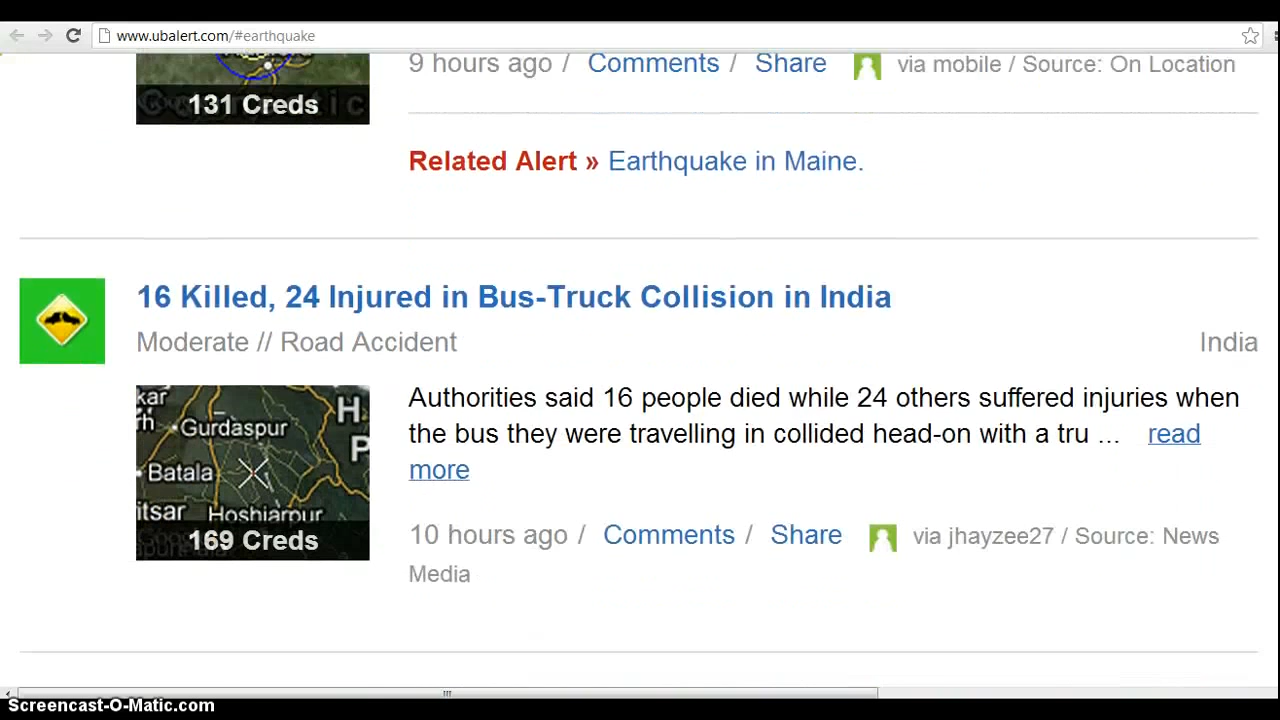 www.ubalert.com/#earthquake
131 Creds
9 hours ago / Comments / Share via mobile / Source: On Location
Related Alert » Earthquake in Maine.
16 Killed, 24 Injured in Bus-Truck Collision in India
Moderate // Road Accident India
kar
rh
Gurdaspur
H
P
Batala
itsar Hoshiarpur
169 Creds
Authorities said 16 people died while 24 others suffered injuries when
the bus they were travelling in collided head-on with a tru ... read
more
10 hours ago / Comments / Share via jhayzee27 / Source: News
Media
Screencast-O-Matic.com